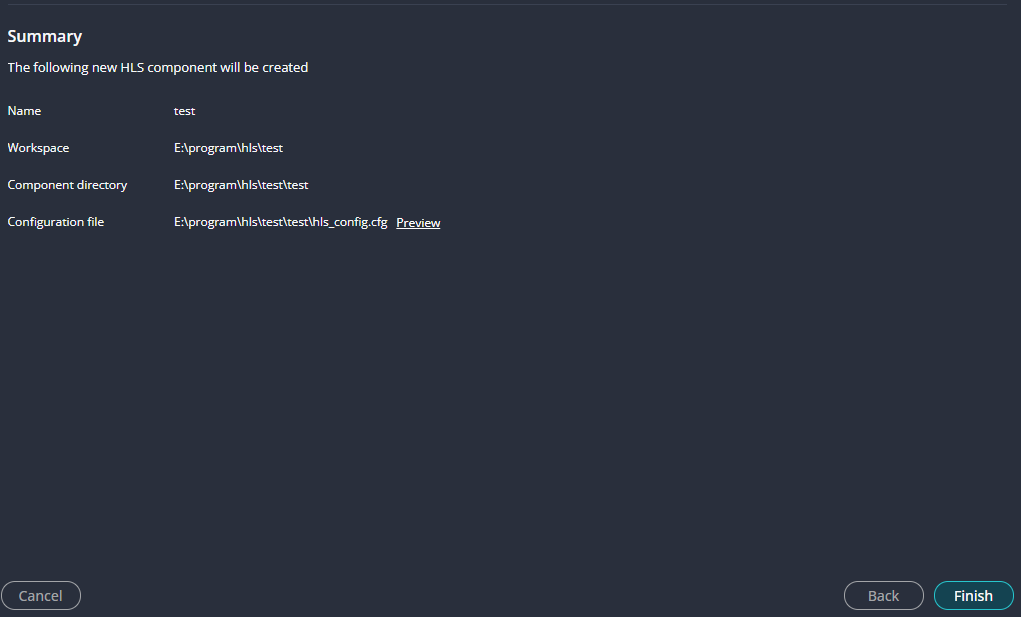 Summary
The following new HLS component will be created
Name test
Workspace E:\program\hls\test
Component directory E:\program\hls\test\test
Configuration file E:\program\hls\test\test\hls_config.cfg Preview
Cancel Back Finish